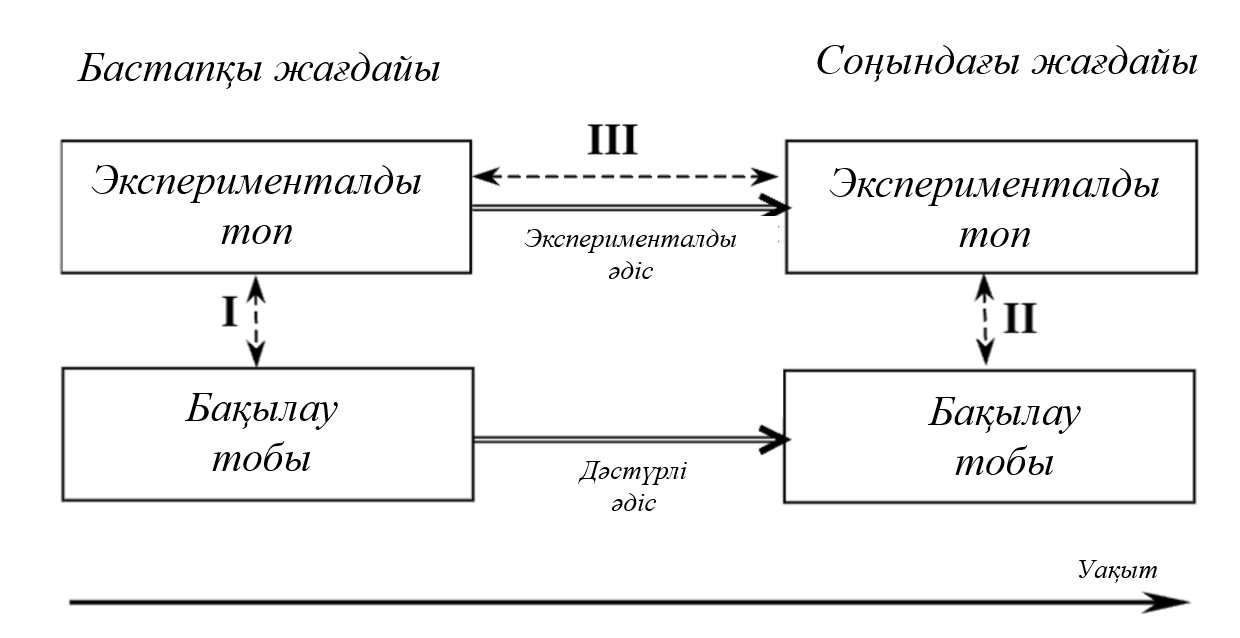 Бастапқы жағдайы
Соңындағы жағдайы
III
Эксперименталды
топ
Эксперименталды
топ
Эксперименталды
әдіс
I
II
Бақылау
тобы
Бақылау
тобы
Дәстүрлі
әдіс
Уақыт